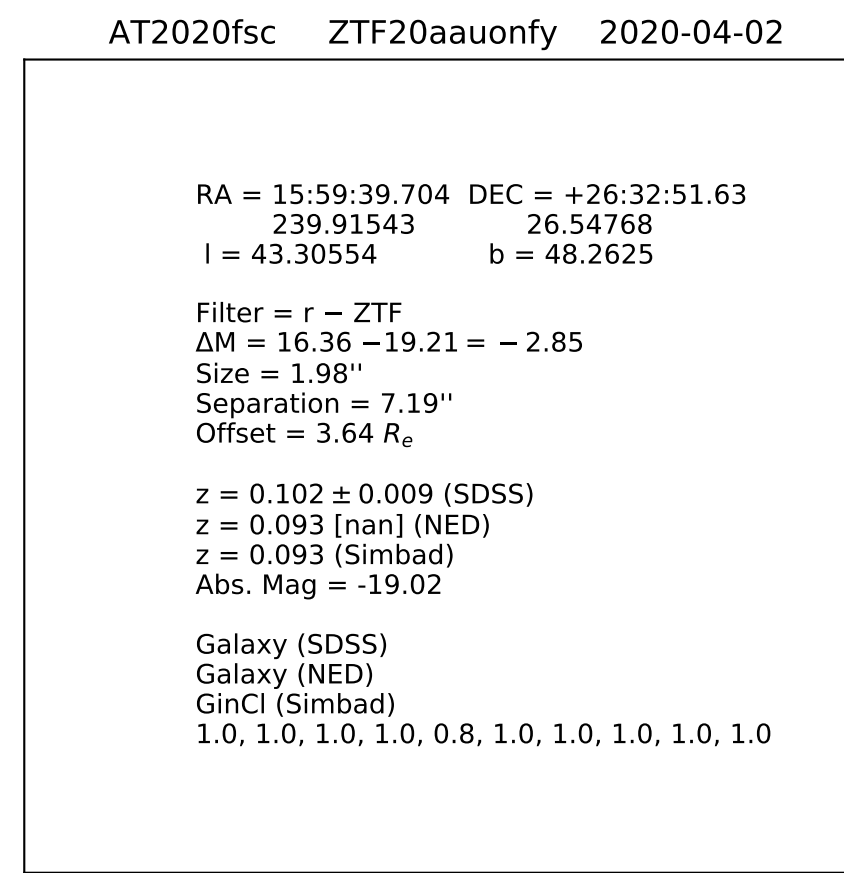 AT2020fsc ZTF20aauonfy 2020-04-02
RA = 15:59:39.704 DEC = +26:32:51.63
239.91543 26.54768
l = 43.30554 b = 48.2625
Filter = r − ZTF
ΔM = 16.36 −19.21 = − 2.85
Size = 1.98''
Separation = 7.19''
Offset = 3.64 Re
z = 0.102 ± 0.009 (SDSS)
z = 0.093 [nan] (NED)
z = 0.093 (Simbad)
Abs. Mag = -19.02
Galaxy (SDSS)
Galaxy (NED)
GinCl (Simbad)
1.0, 1.0, 1.0, 1.0, 0.8, 1.0, 1.0, 1.0, 1.0, 1.0